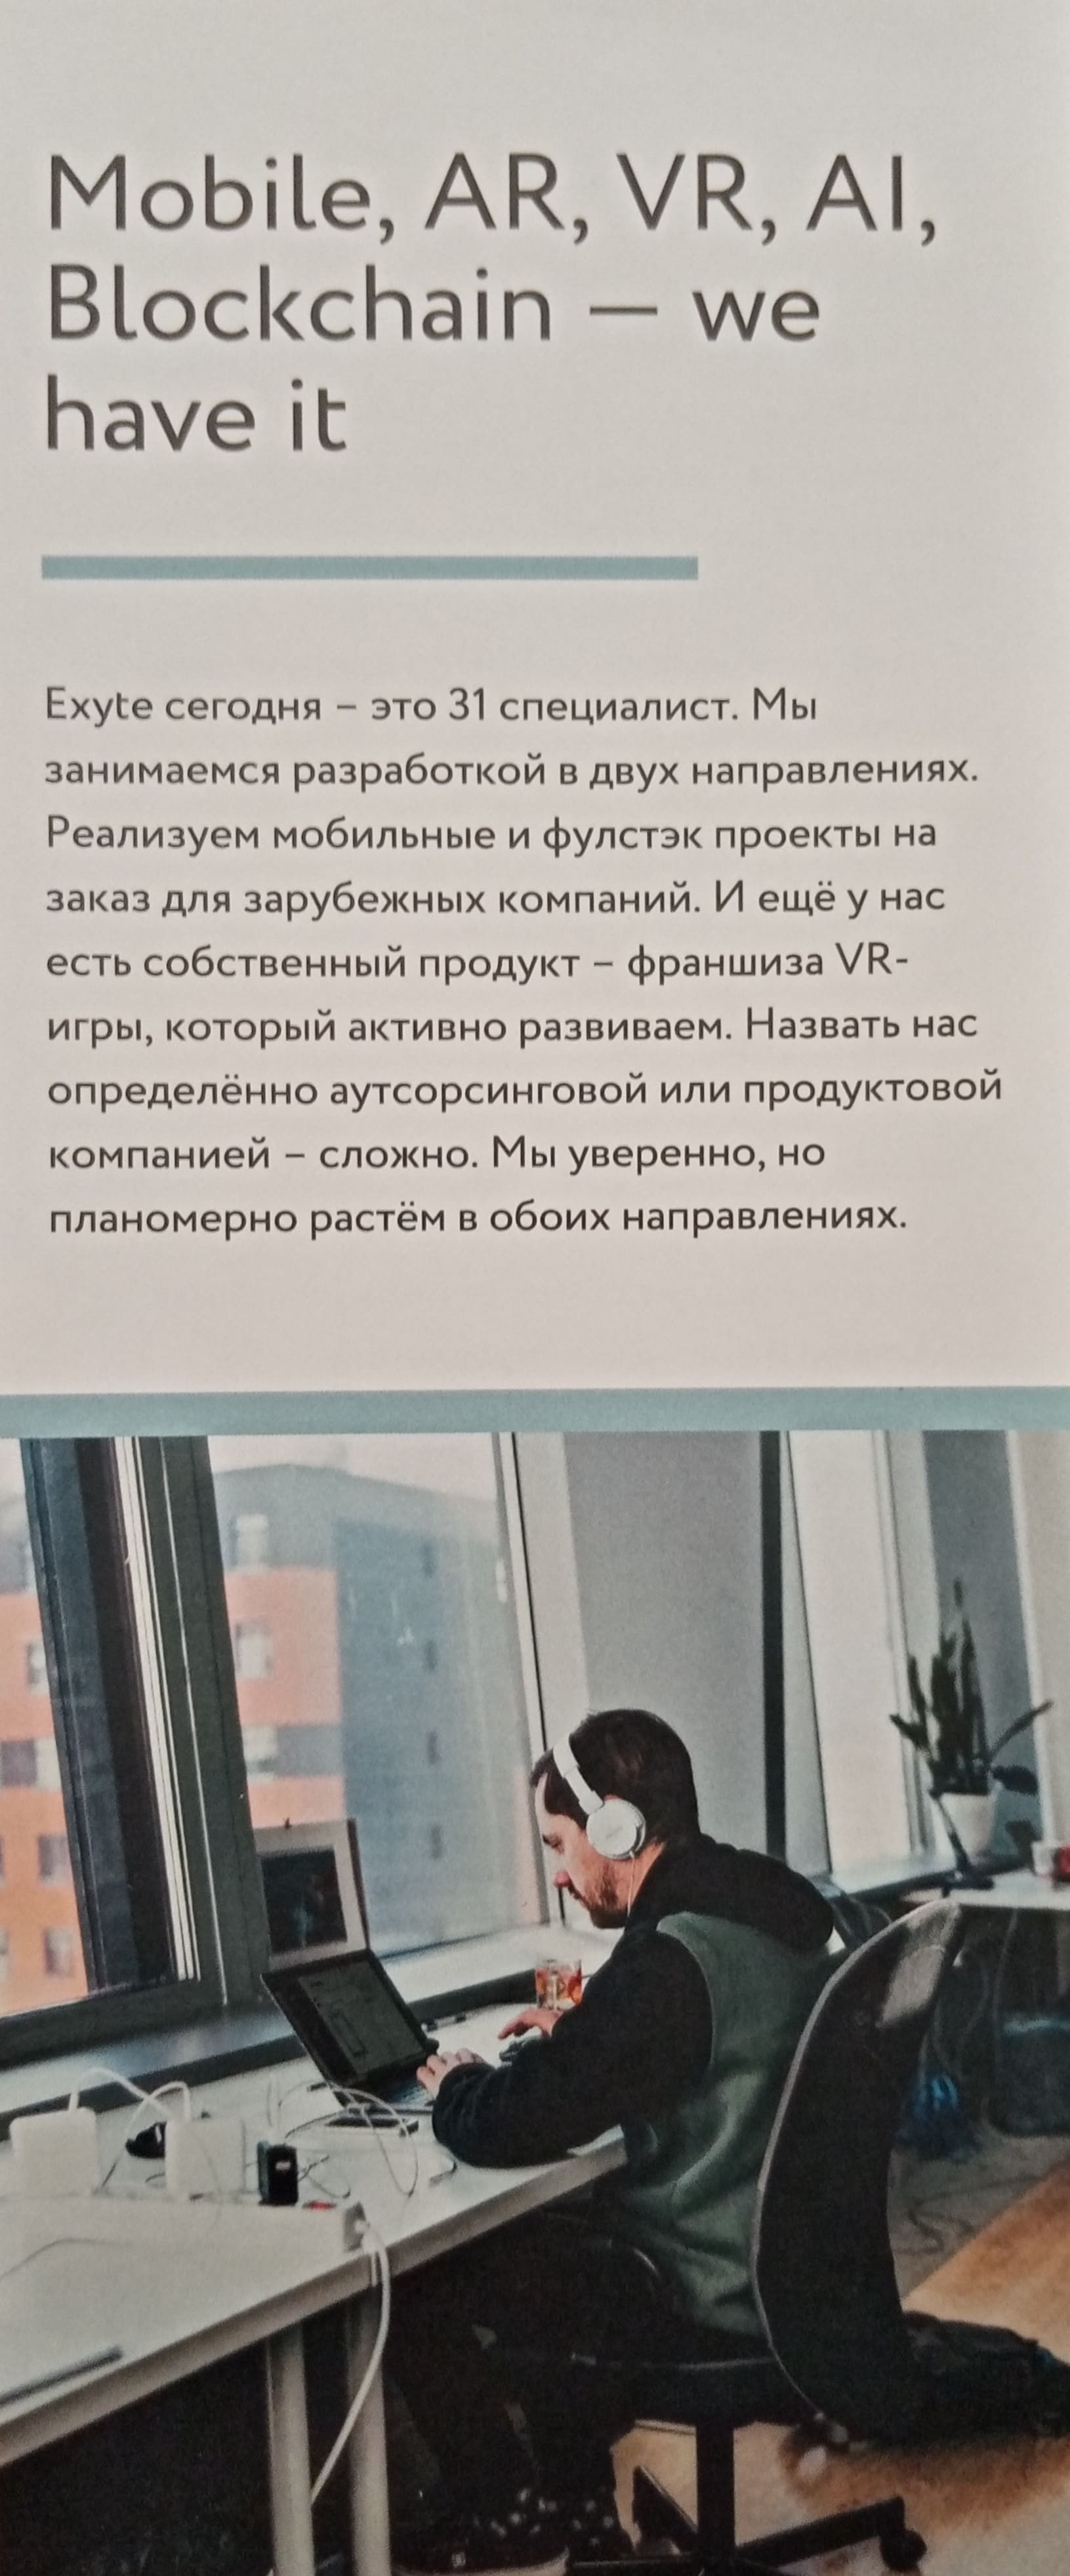 Mobile, AR, VR, AI,
Blockchain — we
have it
Exyte сегодня – это 31 специалист. Мы
занимаемся разработкой в двух направлениях.
Реализуем мобильные и фулстэк проекты на
заказ для зарубежных компаний. И ещё у нас
есть собственный продукт – франшиза VR-
игры, который активно развиваем. Назвать нас
определённо аутсорсинговой или продуктовой
компанией – сложно. Мы уверенно, но
планомерно растём в обоих направлениях.